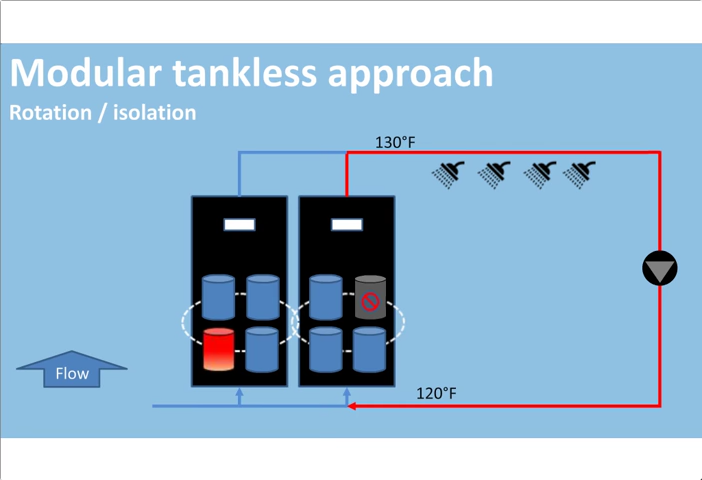 Modular tankless approach
Rotation / isolation
130°F
Flow
120°F